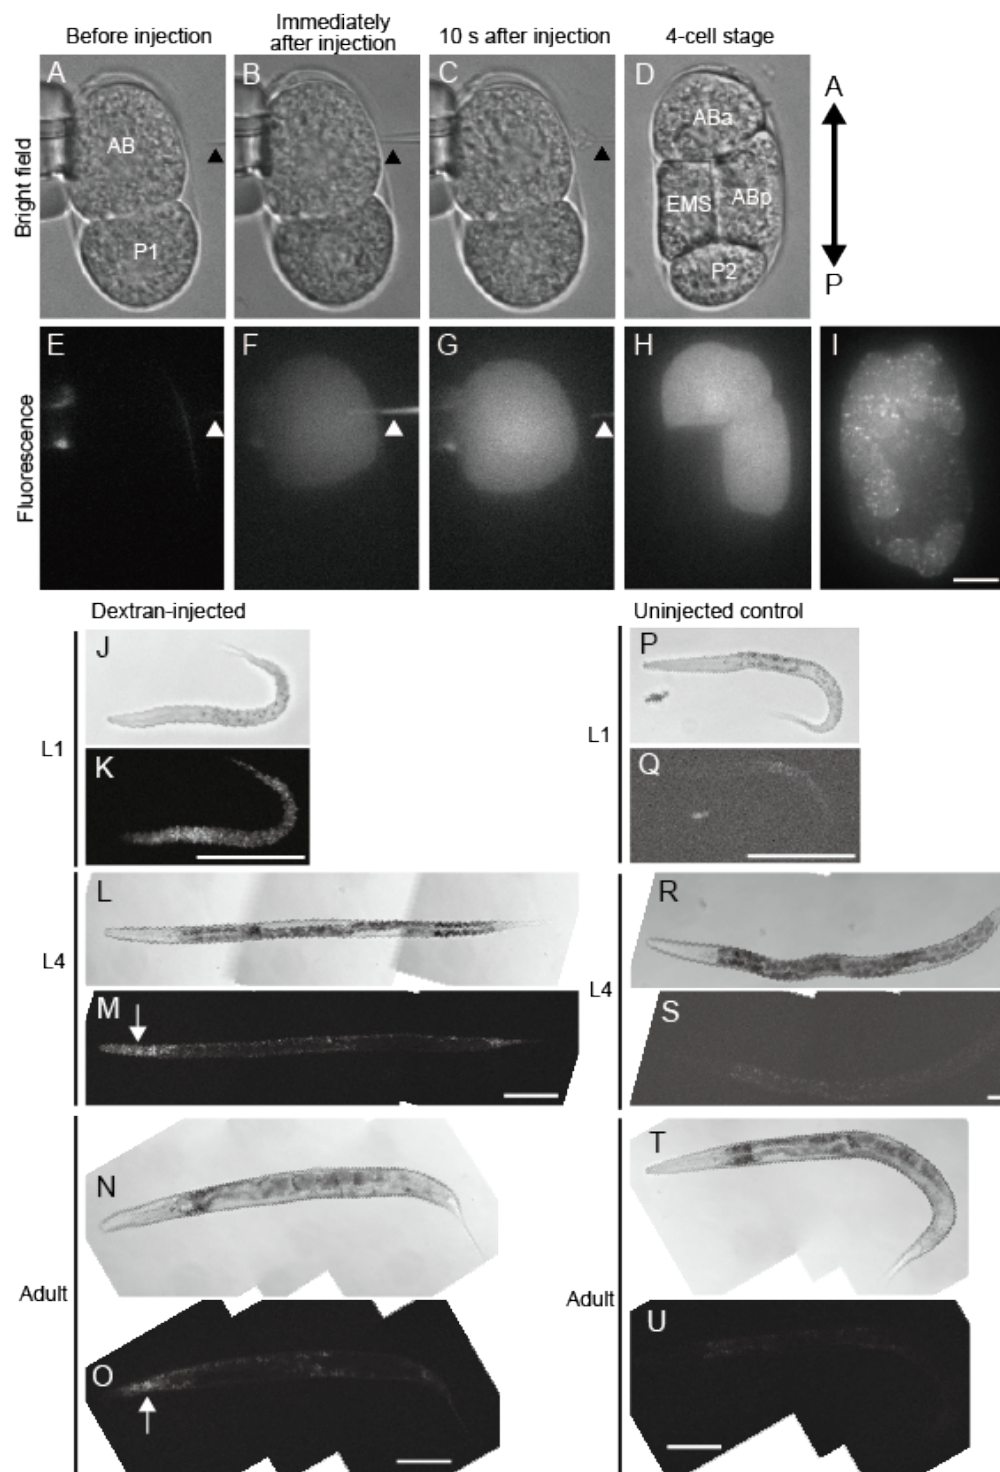 Before injection
Immediately
after injection
10 s after injection
4-cell stage
Bright field
A
AB
P1
B
C
D
ABa
EMS
ABp
P2
A
P
Fluorescence
E
F
G
H
I
Dextran-injected
Uninjected control
L1
J
K
L1
P
Q
L4
L
M
L4
R
S
Adult
N
O
Adult
T
U